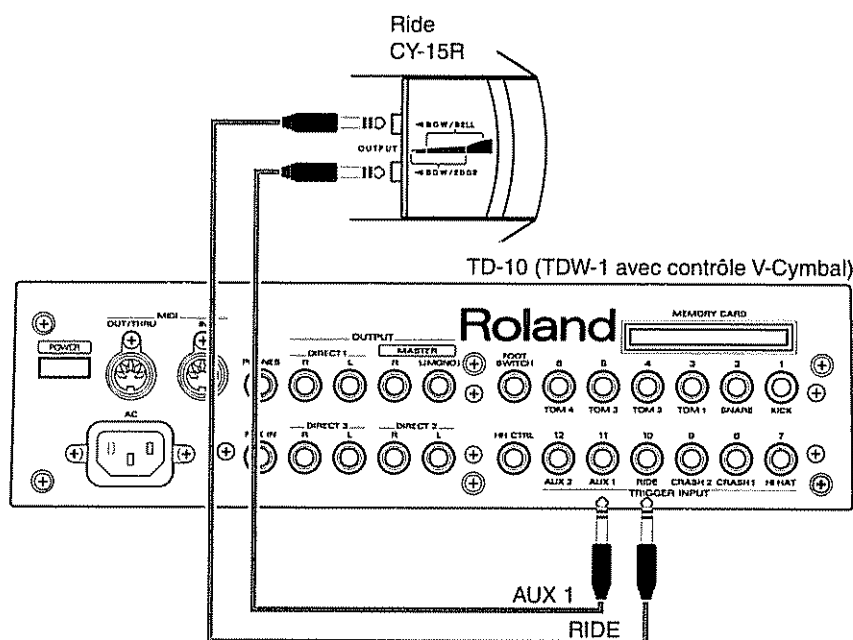 Ride
CY-15R
◄BOW/BELL
OUTPUT
◄BOW/EDGE
TD-10 (TDW-1 avec contrôle V-Cymbal)
MIDI
OUT/THRU
POWER
OUTPUT
DIRECT 1
R L
MASTER
R L(MONO)
Roland
MEMORY CARD
FOOT
SWITCH
6 5 4 3 2 1
TOM 4 TOM 3 TOM 2 TOM 1 SNARE KICK
AC
DIRECT 3 DIRECT 2
R L R L
HH CTRL
12 11 10 9 8 7
AUX 2 AUX 1 RIDE CRASH 2 CRASH 1 HI HAT
TRIGGER INPUT
AUX 1
RIDE